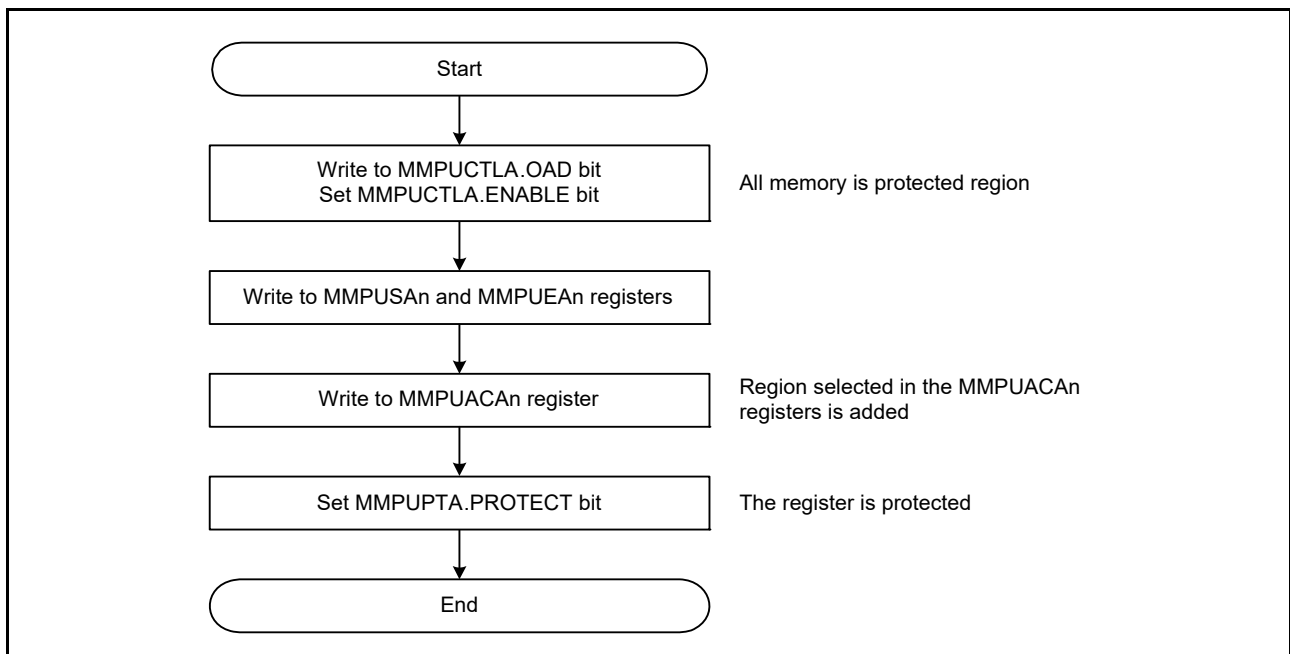 Start
Write to MMPUCTLA.OAD bit
Set MMPUCTLA.ENABLE bit
All memory is protected region
Write to MMPUSAn and MMPUEAn registers
Write to MMPUACAn register
Region selected in the MMPUACAn
registers is added
Set MMPUPTA.PROTECT bit
The register is protected
End